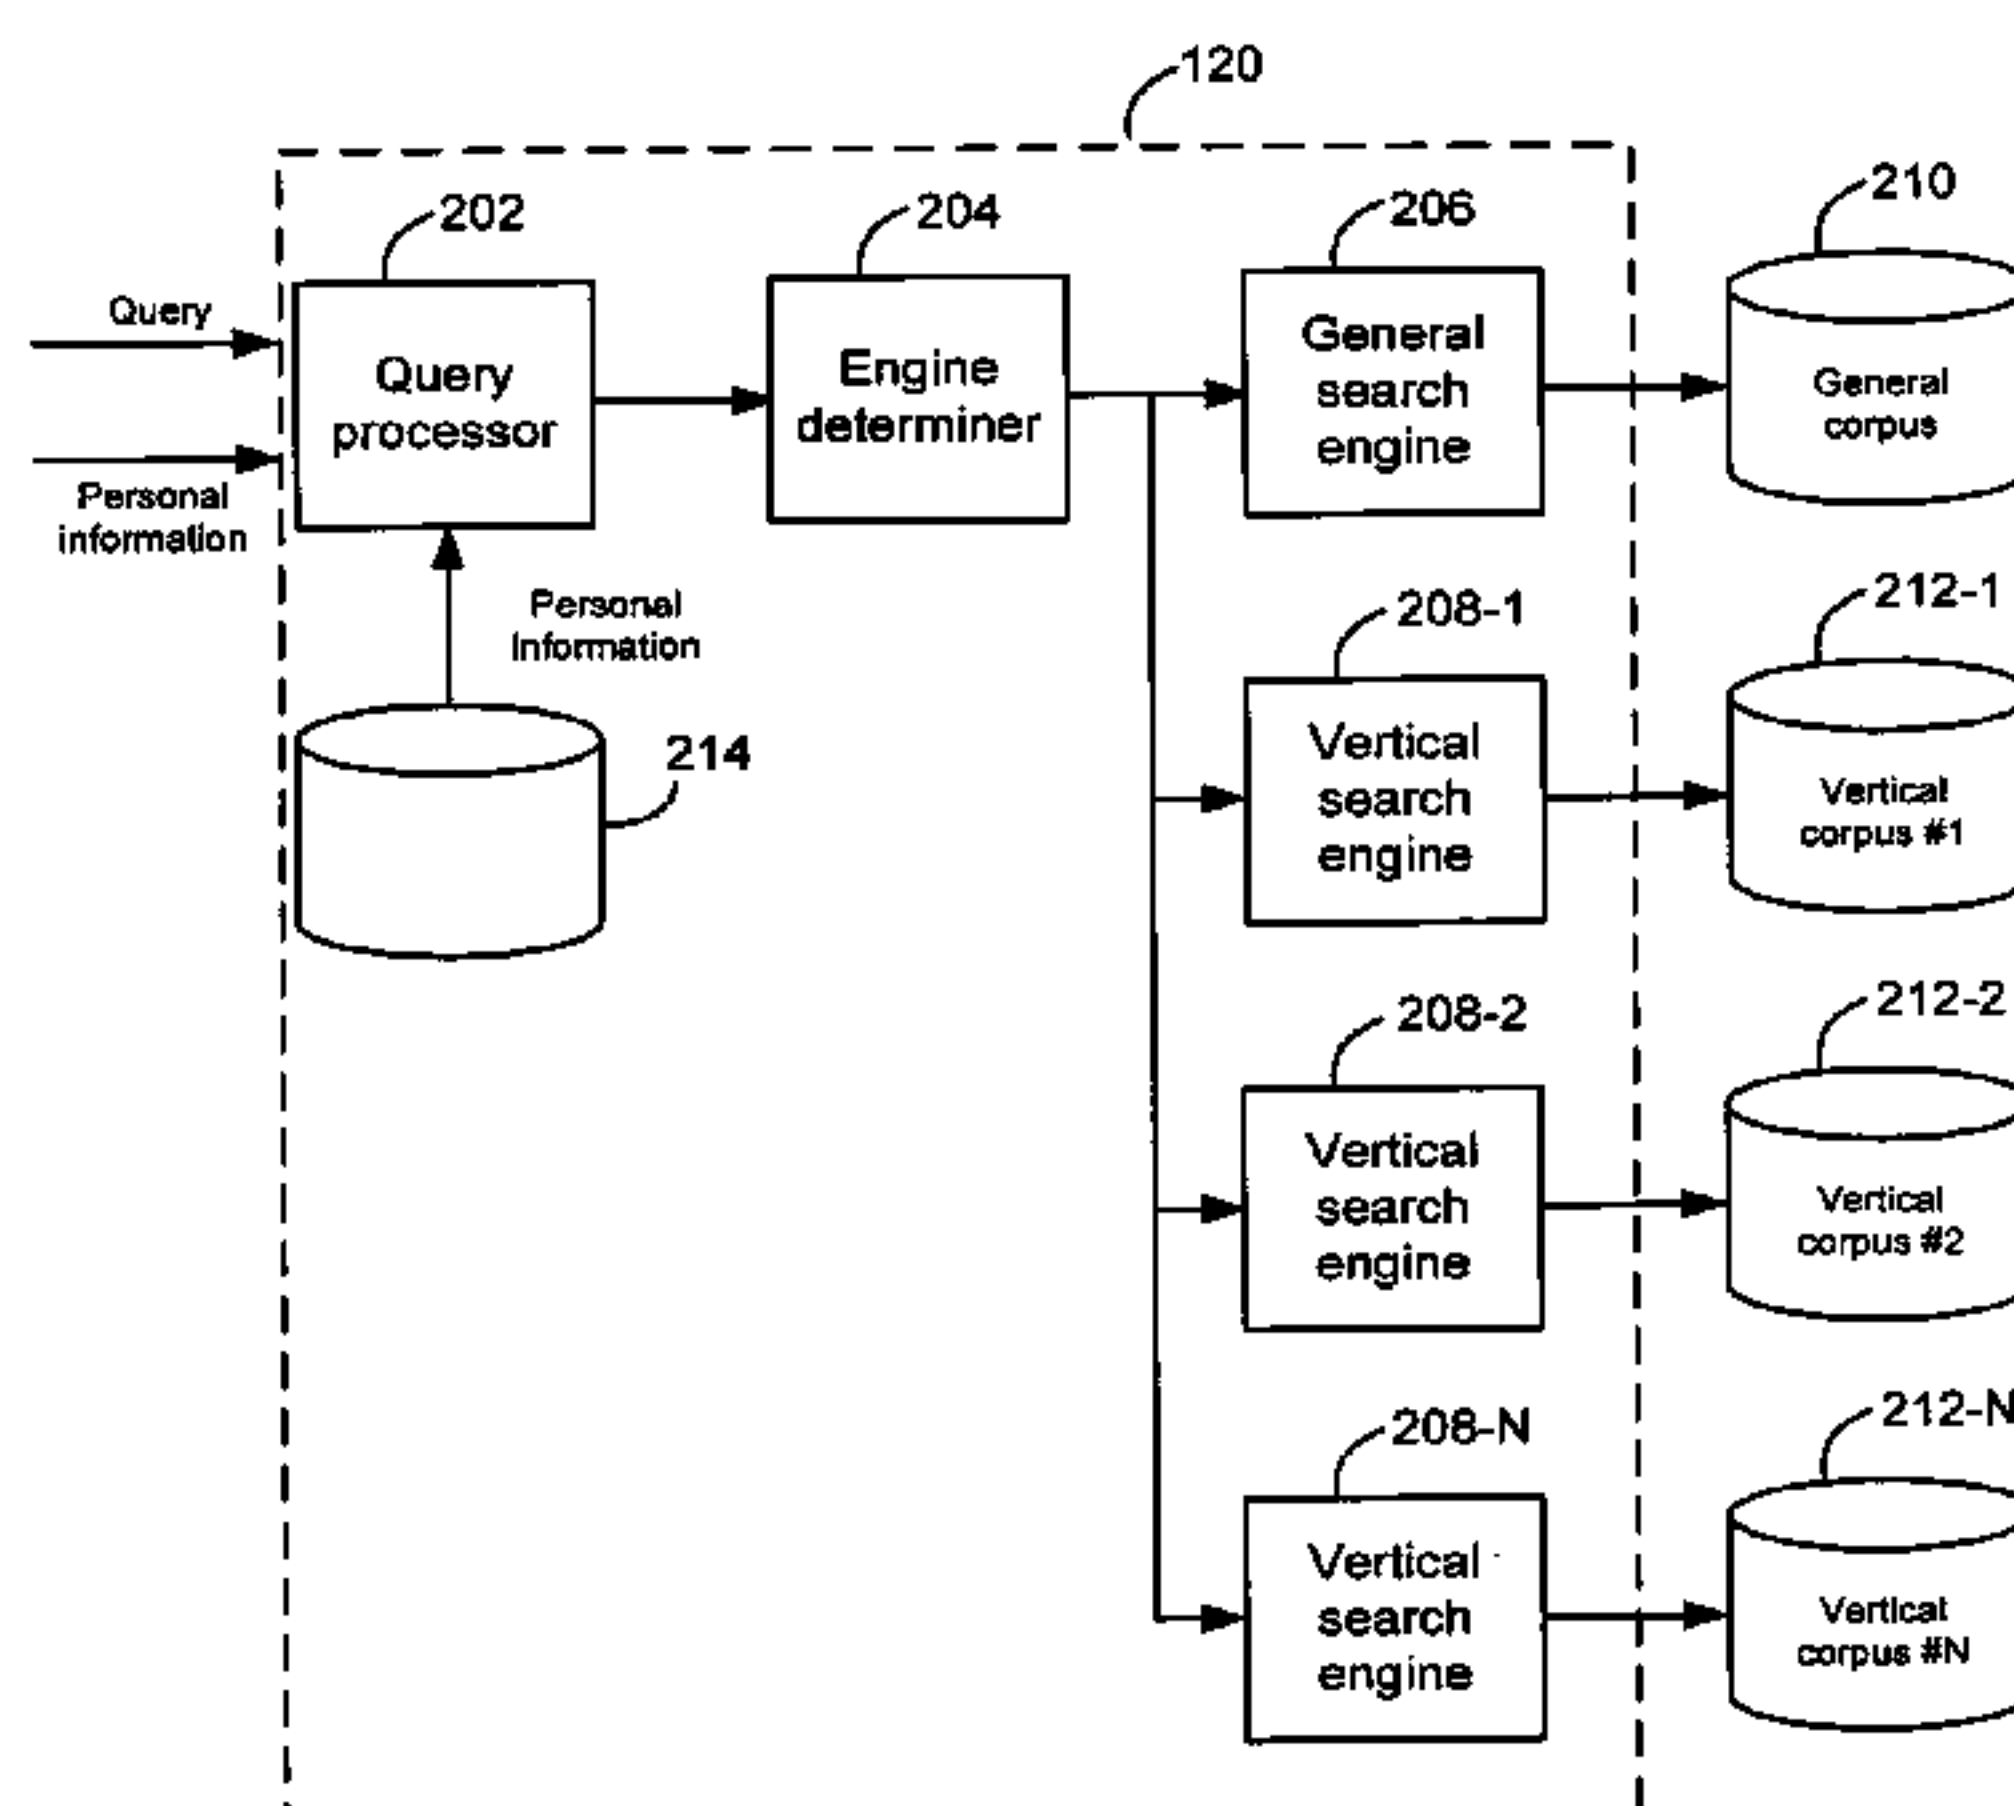 120
202
204
206
210
Query
Query
processor
Engine
determiner
General
search
engine
General
corpus
Personal
information
Personal
Information
214
208-1
212-1
Vertical
search
engine
Vertical
corpus #1
208-2
212-2
Vertical
search
engine
Vertical
corpus #2
208-N
212-N
Vertical
search
engine
Vertical
corpus #N